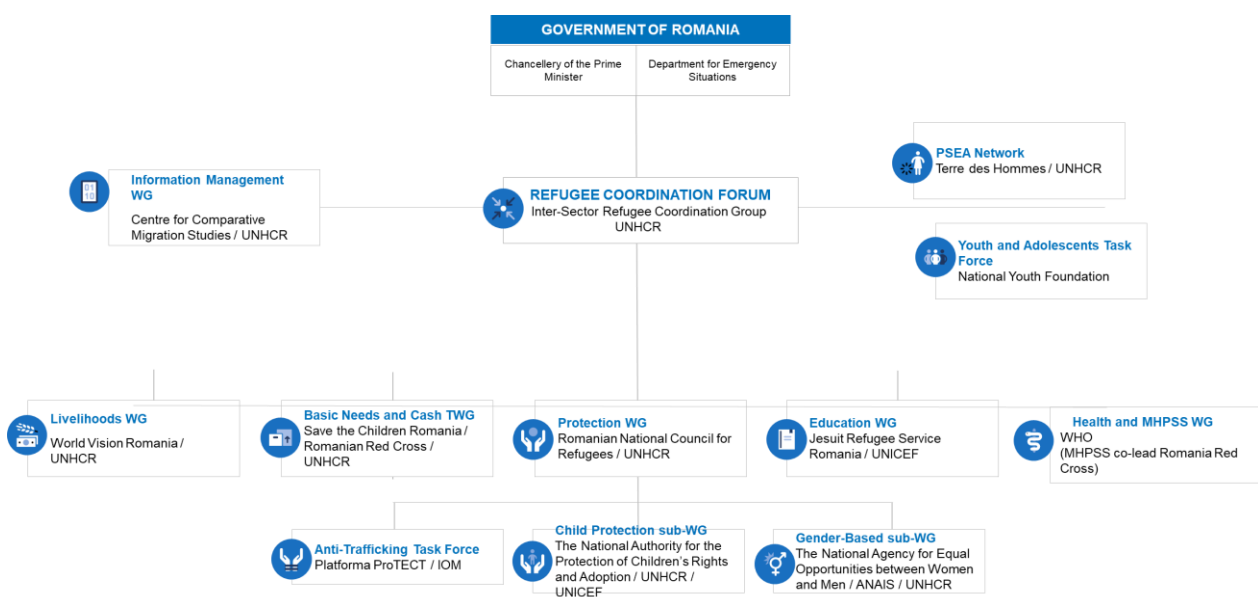 GOVERNMENT OF ROMANIA
Chancellery of the Prime
Minister
Department for Emergency
Situations
PSEA Network
Terre des Hommes / UNHCR
Information Management
WG
Centre for Comparative
Migration Studies / UNHCR
01
10
REFUGEE COORDINATION FORUM
Inter-Sector Refugee Coordination Group
UNHCR
Youth and Adolescents Task
Force
National Youth Foundation
Livelihoods WG
World Vision Romania /
UNHCR
Basic Needs and Cash TWG
Save the Children Romania /
Romanian Red Cross /
UNHCR
Protection WG
Romanian National Council for
Refugees / UNHCR
Education WG
Jesuit Refugee Service
Romania / UNICEF
Health and MHPSS WG
WHO
(MHPSS co-lead Romania Red
Cross)
Anti-Trafficking Task Force
Platforma ProTECT / IOM
Child Protection sub-WG
The National Authority for the
Protection of Children's Rights
and Adoption / UNHCR /
UNICEF
Gender-Based sub-WG
The National Agency for Equal
Opportunities between Women
and Men / ANAIS / UNHCR